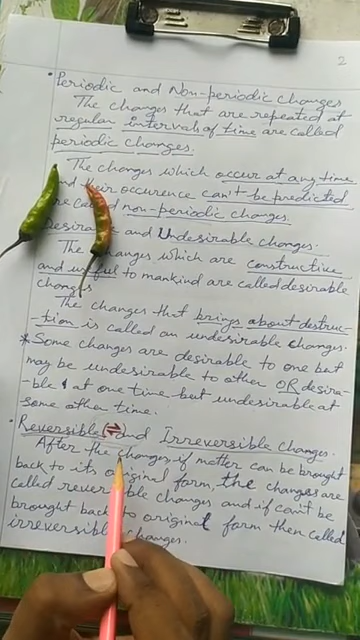 2
• Periodic and Non-periodic changes
The changes that are repeated at
regular intervals of time are called
periodic changes.
The changes which occur at any time
and their occurence can't be predicted
are called non-periodic changes.
Desirable and Undesirable changes.
The changes which are constructive
and useful to mankind are called desirable
changes
The changes that brings about destruc-
-tion is called an undesirable changes.
* Some changes are desirable to one but
may be undesirable to other OR desira-
-ble at one time but undesirable at
some other time.
• Reversible (⇌) and Irreversible changes.
After the changes, if matter can be brought
back to its original form, the changes are
called reversible changes and if can't be
brought back to original form then called
irreversible changes.